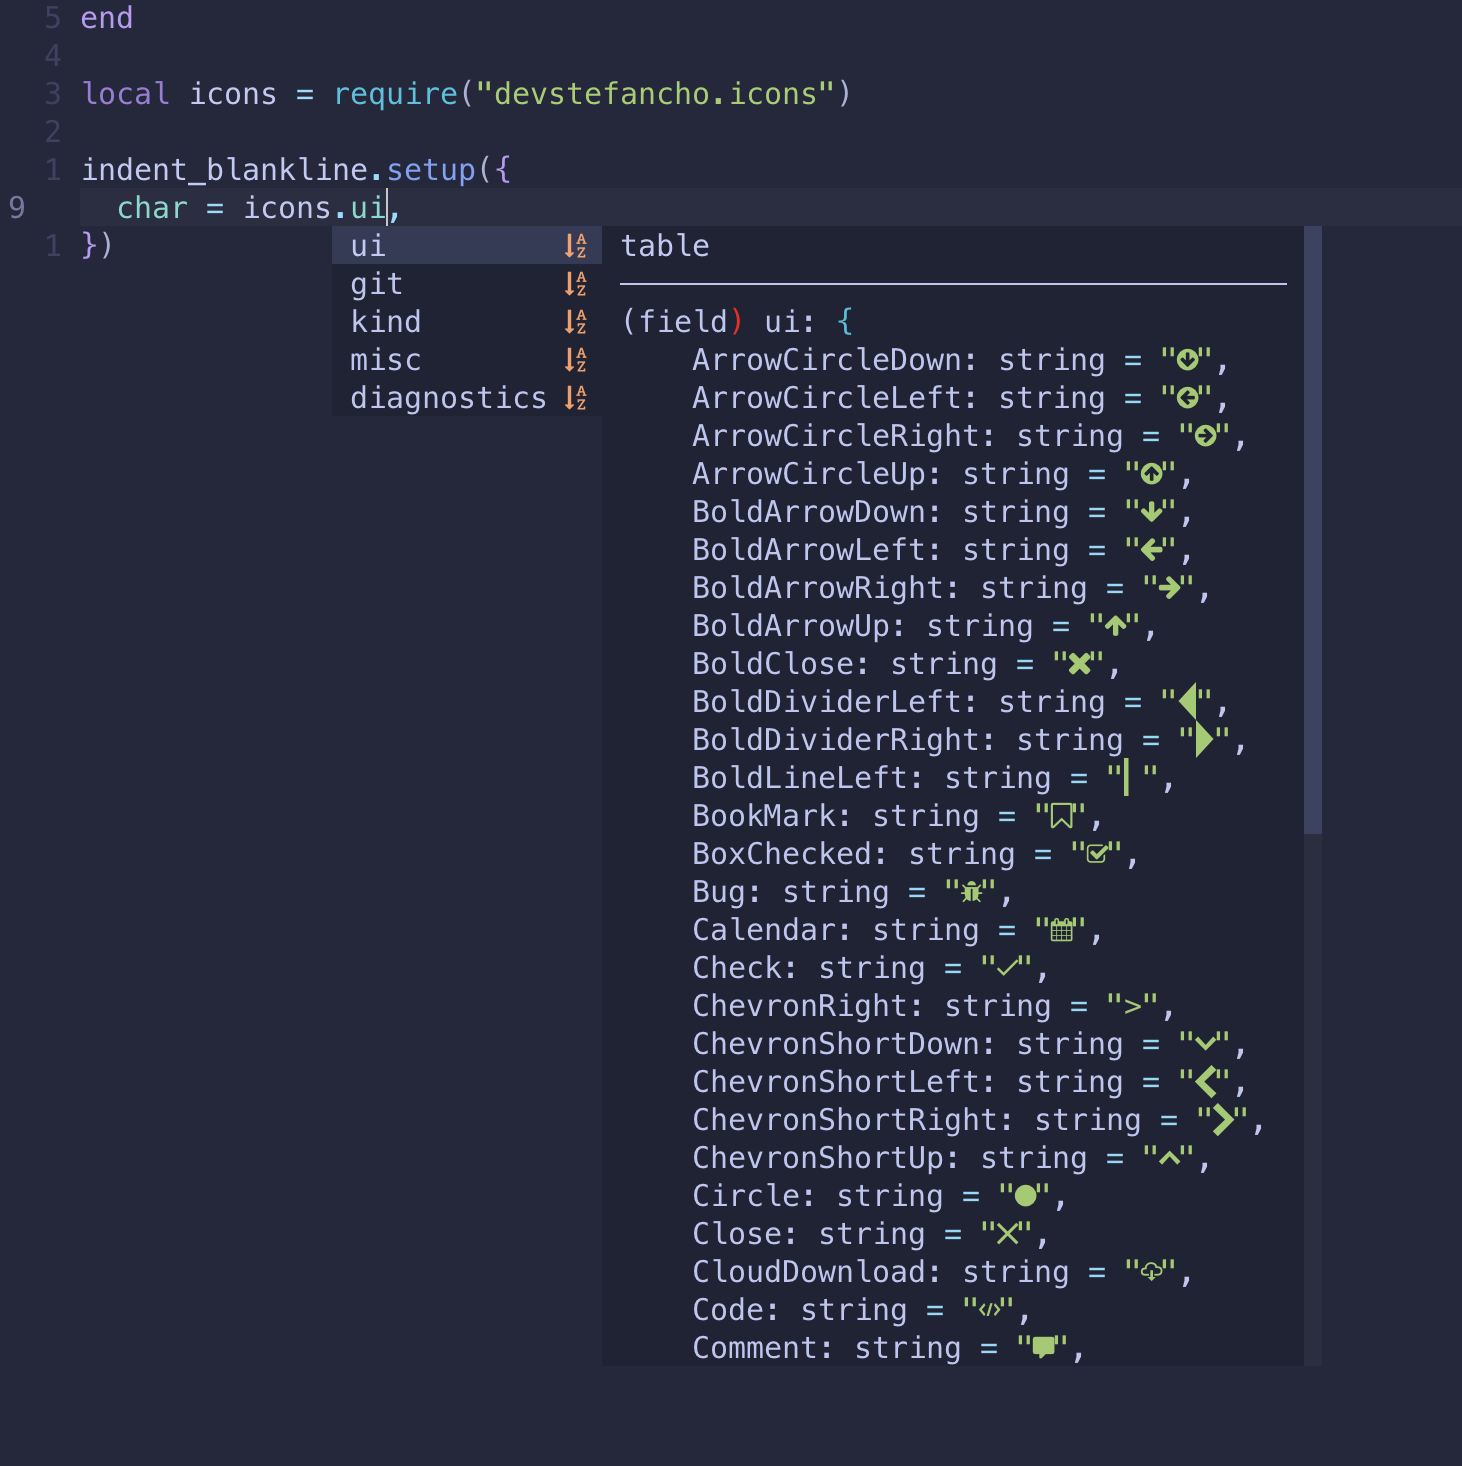 5 end
4
3 local icons = require("devstefancho.icons")
2
1 indent_blankline.setup({
9 char = icons.ui,
1 })
ui
git
kind
misc
diagnostics
table
(field) ui: {
ArrowCircleDown: string = "",
ArrowCircleLeft: string = "",
ArrowCircleRight: string = "",
ArrowCircleUp: string = "",
BoldArrowDown: string = "",
BoldArrowLeft: string = "",
BoldArrowRight: string = "",
BoldArrowUp: string = "",
BoldClose: string = "",
BoldDividerLeft: string = "",
BoldDividerRight: string = "",
BoldLineLeft: string = "▎",
BookMark: string = "",
BoxChecked: string = "",
Bug: string = "",
Calendar: string = "",
Check: string = "✓",
ChevronRight: string = ">",
ChevronShortDown: string = "",
ChevronShortLeft: string = "",
ChevronShortRight: string = "",
ChevronShortUp: string = "",
Circle: string = "●",
Close: string = "",
CloudDownload: string = "",
Code: string = "",
Comment: string = "",